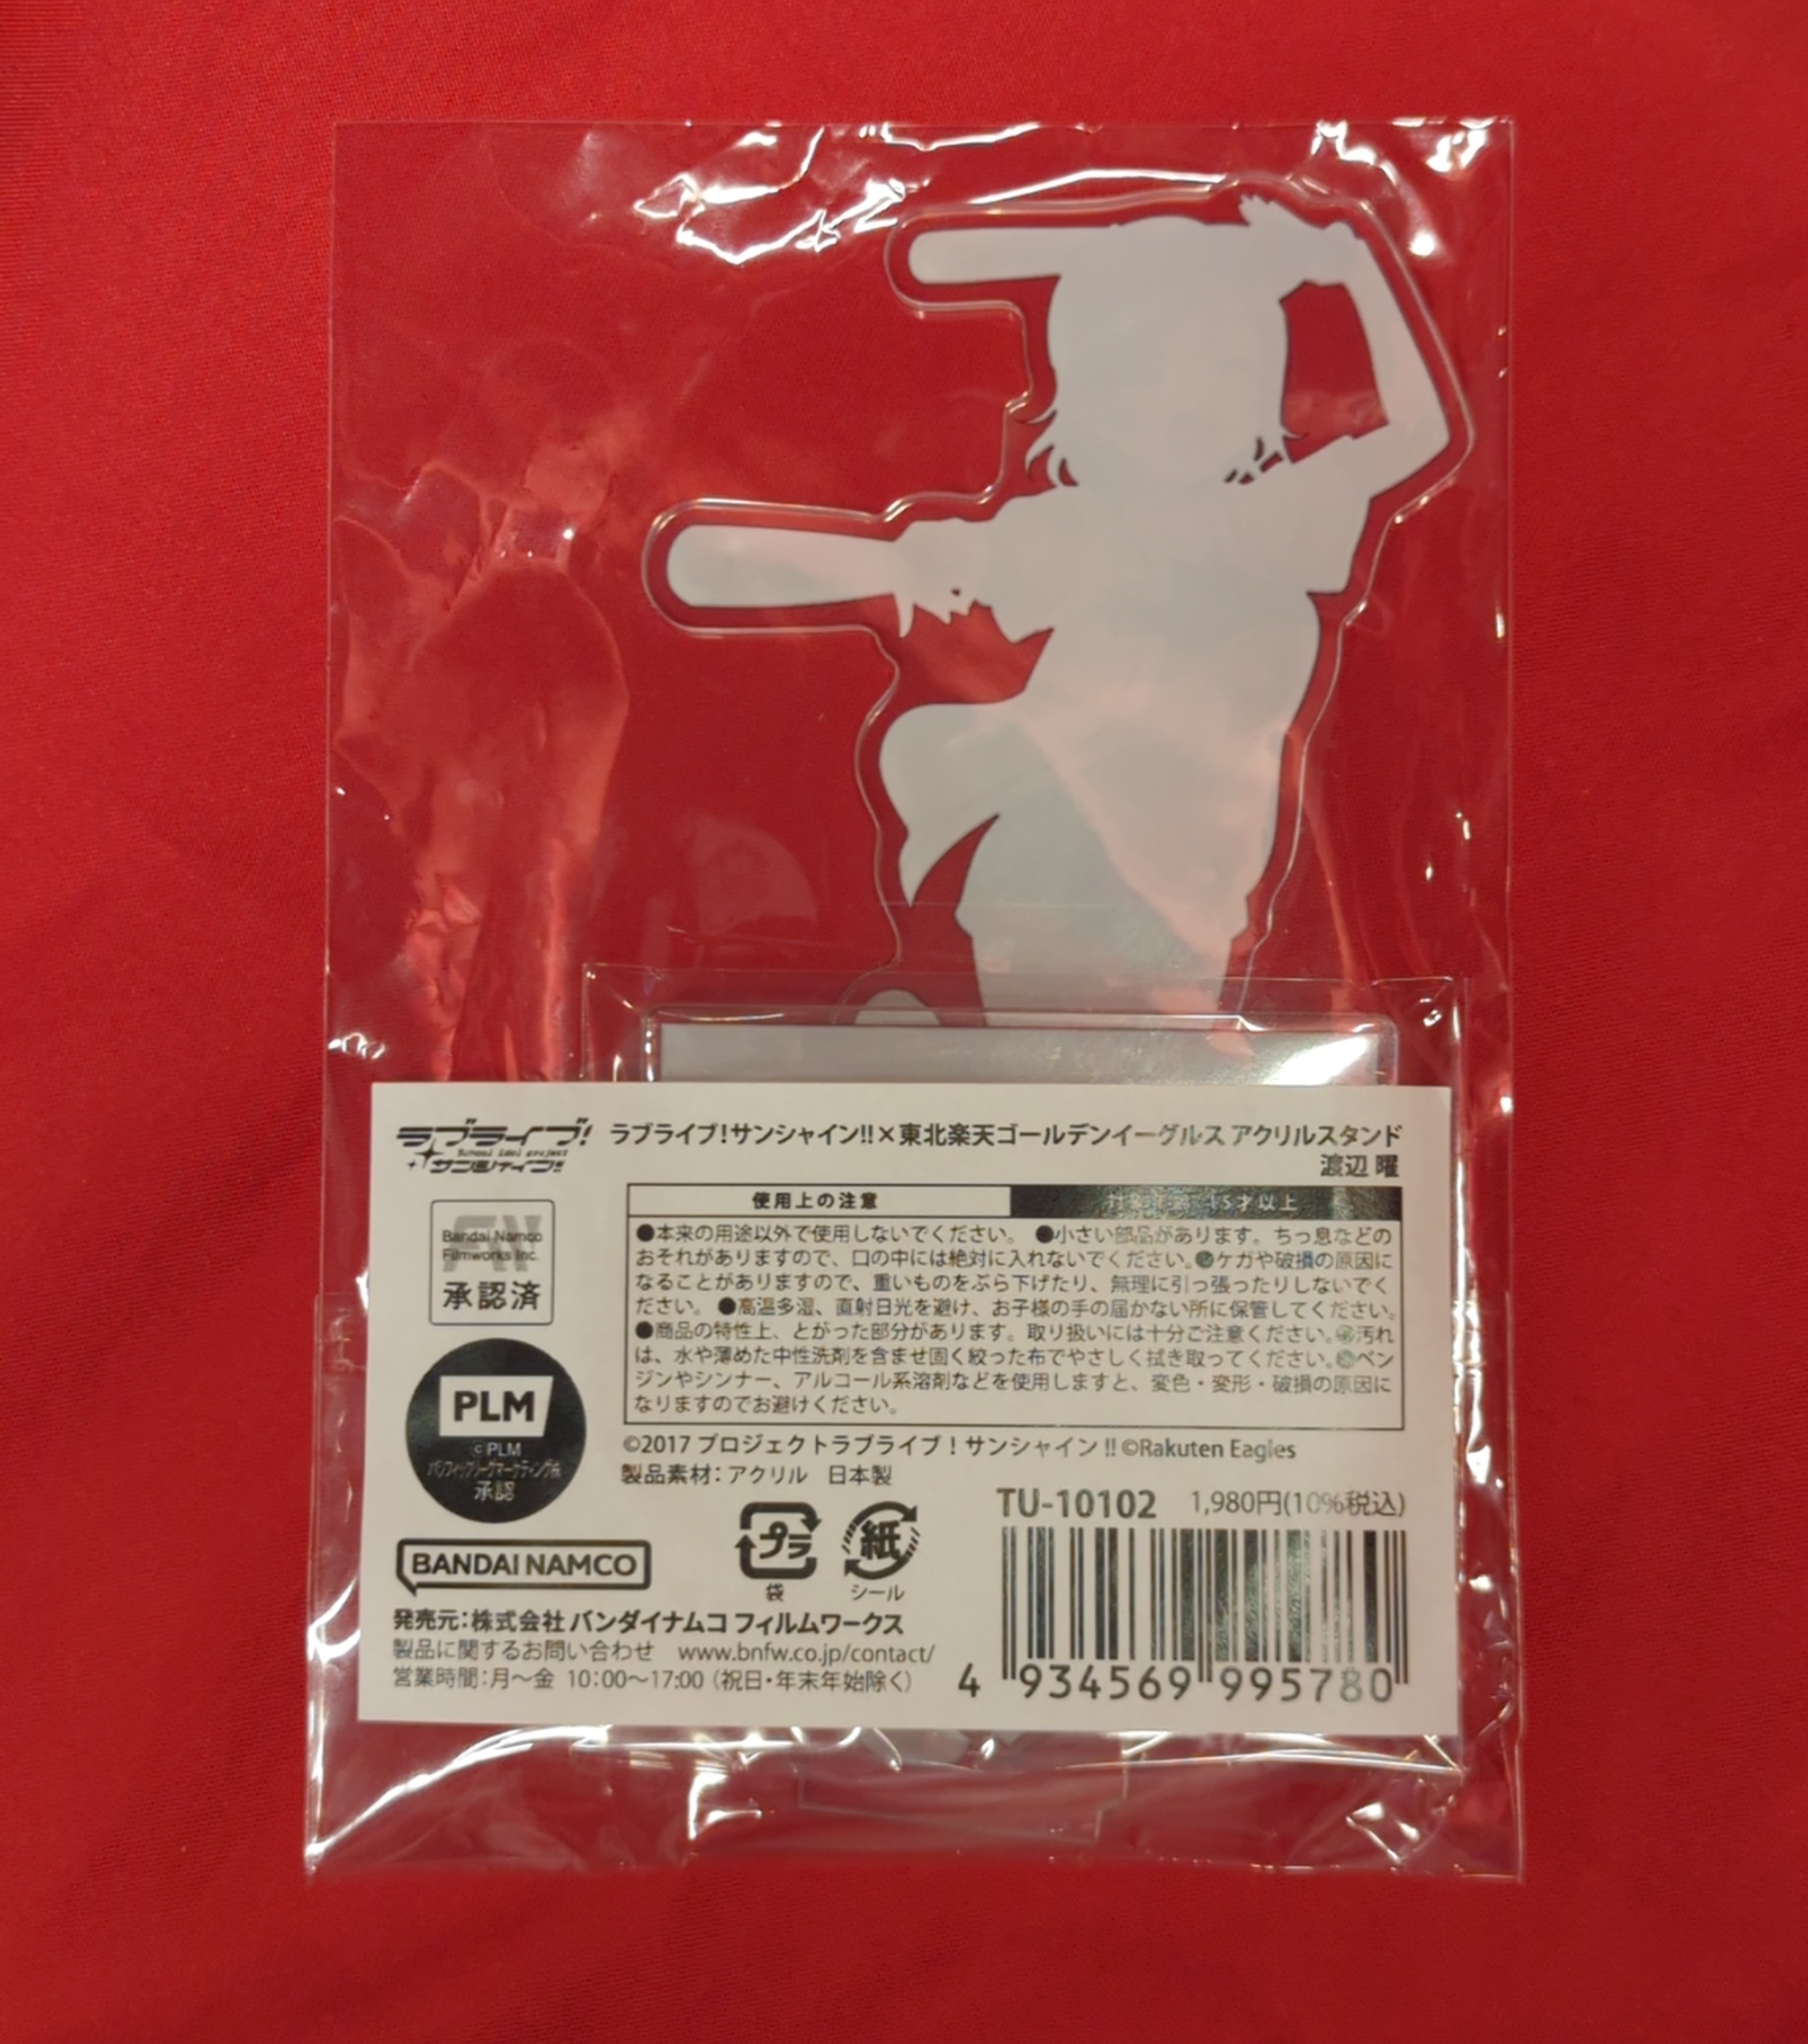 ラブライブ!
School idol project
サンシャイン!!
ラブライブ!サンシャイン!!×東北楽天ゴールデンイーグルス アクリルスタンド
渡辺 曜
使用上の注意
15才以上
Bandai Namco
Filmworks Inc.
承認済
●本来の用途以外で使用しないでください。 ●小さい部品があります。ちっ息などの
おそれがありますので、口の中には絶対に入れないでください。●ケガや破損の原因に
なることがありますので、重いものをぶら下げたり、無理に引っ張ったりしないでく
ださい。 ●高温多湿、直射日光を避け、お子様の手の届かない所に保管してください。
●商品の特性上、とがった部分があります。取り扱いには十分ご注意ください。●汚れ
は、水や薄めた中性洗剤を含ませ固く絞った布でやさしく拭き取ってください。●ベン
ジンやシンナー、アルコール系溶剤などを使用しますと、変色・変形・破損の原因に
なりますのでお避けください。
PLM
©PLM
パシフィックリーグマーケティング㈱
承認
©2017 プロジェクトラブライブ!サンシャイン!! ©Rakuten Eagles
製品素材:アクリル 日本製
TU-10102 1,980円(10%税込)
プラ
袋
紙
シール
BANDAI NAMCO
発売元:株式会社 バンダイナムコ フィルムワークス
製品に関するお問い合わせ www.bnfw.co.jp/contact/
営業時間:月～金 10:00～17:00 (祝日・年末年始除く)
4 934569 995780